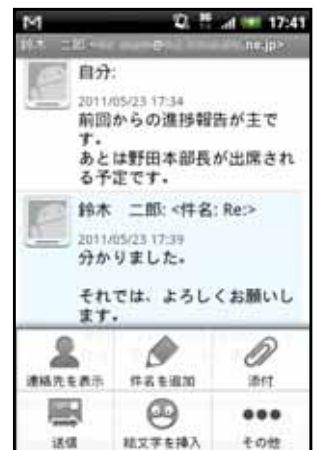 17:41
鈴木　二郎 .ne.jp>
自分:
2011/05/23 17:34
前回からの進捗報告が主で
す。
あとは野田本部長が出席され
る予定です。
鈴木　二郎: <件名: Re:>
2011/05/23 17:39
分かりました。
それでは、よろしくお願いし
ます。
連絡先を表示 件名を追加 添付
送信 絵文字を挿入 その他